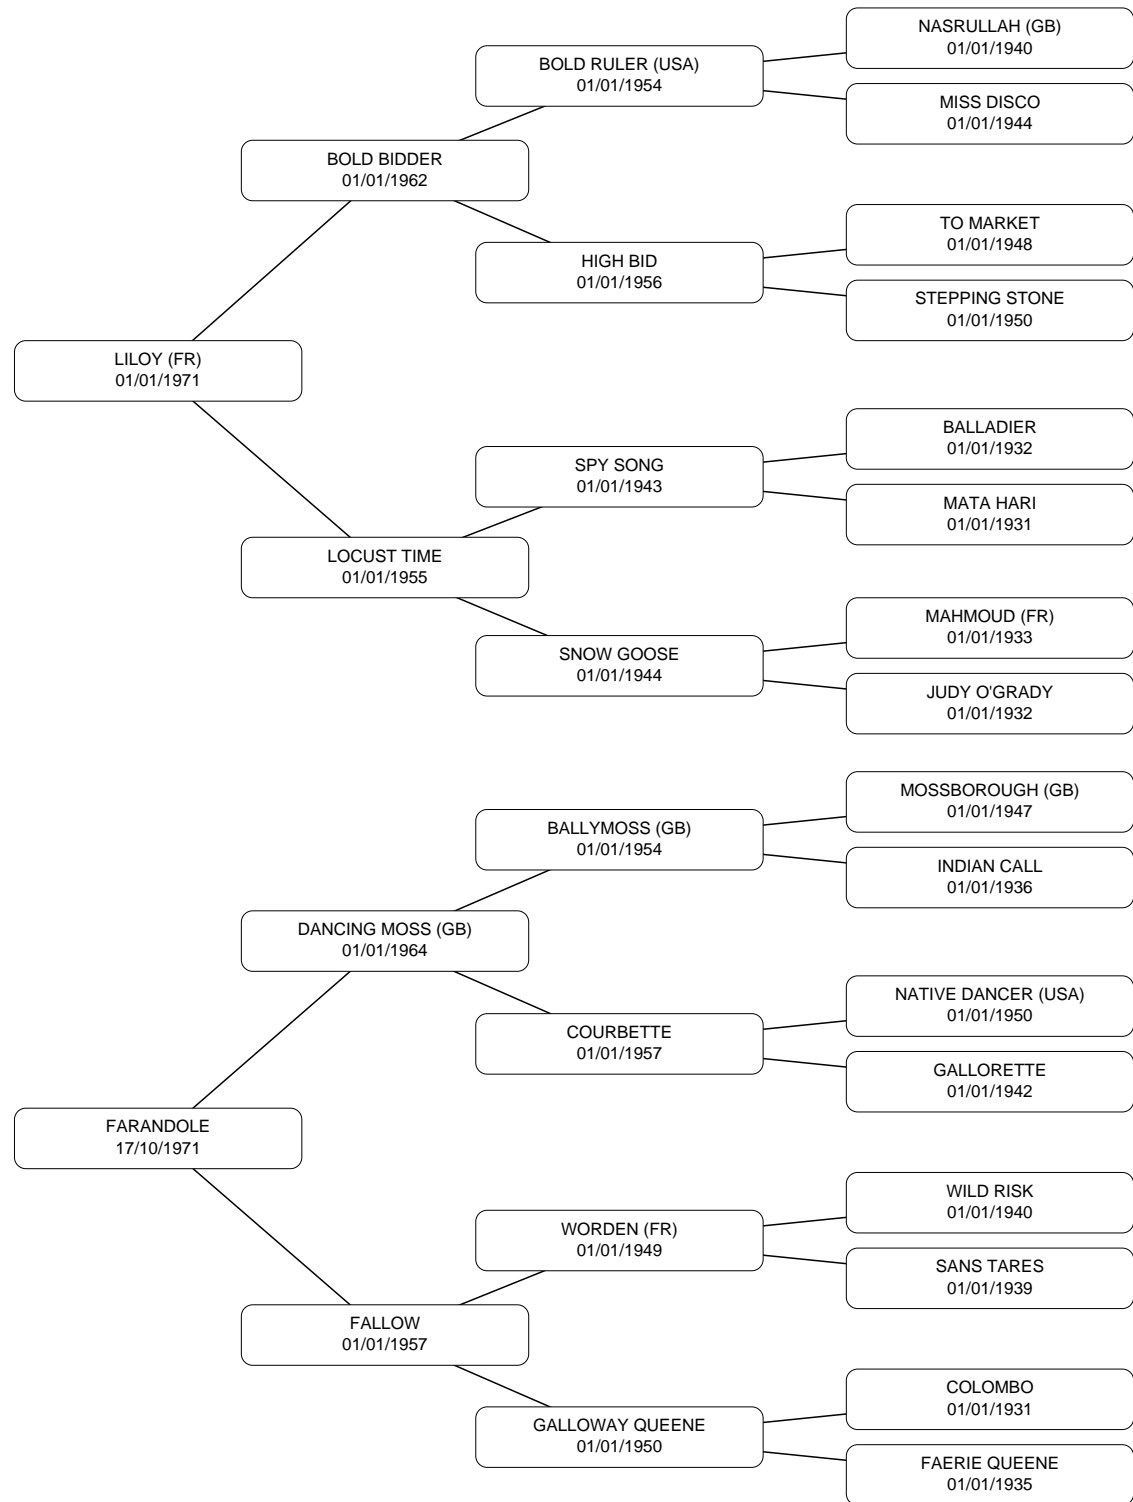 NASRULLAH (GB)
01/01/1940
BOLD RULER (USA)
01/01/1954
MISS DISCO
01/01/1944
BOLD BIDDER
01/01/1962
TO MARKET
01/01/1948
HIGH BID
01/01/1956
STEPPING STONE
01/01/1950
LILOY (FR)
01/01/1971
BALLADIER
01/01/1932
SPY SONG
01/01/1943
MATA HARI
01/01/1931
LOCUST TIME
01/01/1955
MAHMOUD (FR)
01/01/1933
SNOW GOOSE
01/01/1944
JUDY O'GRADY
01/01/1932
MOSSBOROUGH (GB)
01/01/1947
BALLYMOSS (GB)
01/01/1954
INDIAN CALL
01/01/1936
DANCING MOSS (GB)
01/01/1964
NATIVE DANCER (USA)
01/01/1950
COURBETTE
01/01/1957
GALLORETTE
01/01/1942
FARANDOLE
17/10/1971
WILD RISK
01/01/1940
WORDEN (FR)
01/01/1949
SANS TARES
01/01/1939
FALLOW
01/01/1957
COLOMBO
01/01/1931
GALLOWAY QUEENE
01/01/1950
FAERIE QUEENE
01/01/1935